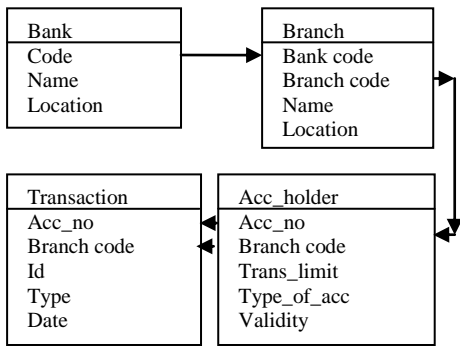 Bank
Code
Name
Location
Branch
Bank code
Branch code
Name
Location
Transaction
Acc_no
Branch code
Id
Type
Date
Acc_holder
Acc_no
Branch code
Trans_limit
Type_of_acc
Validity